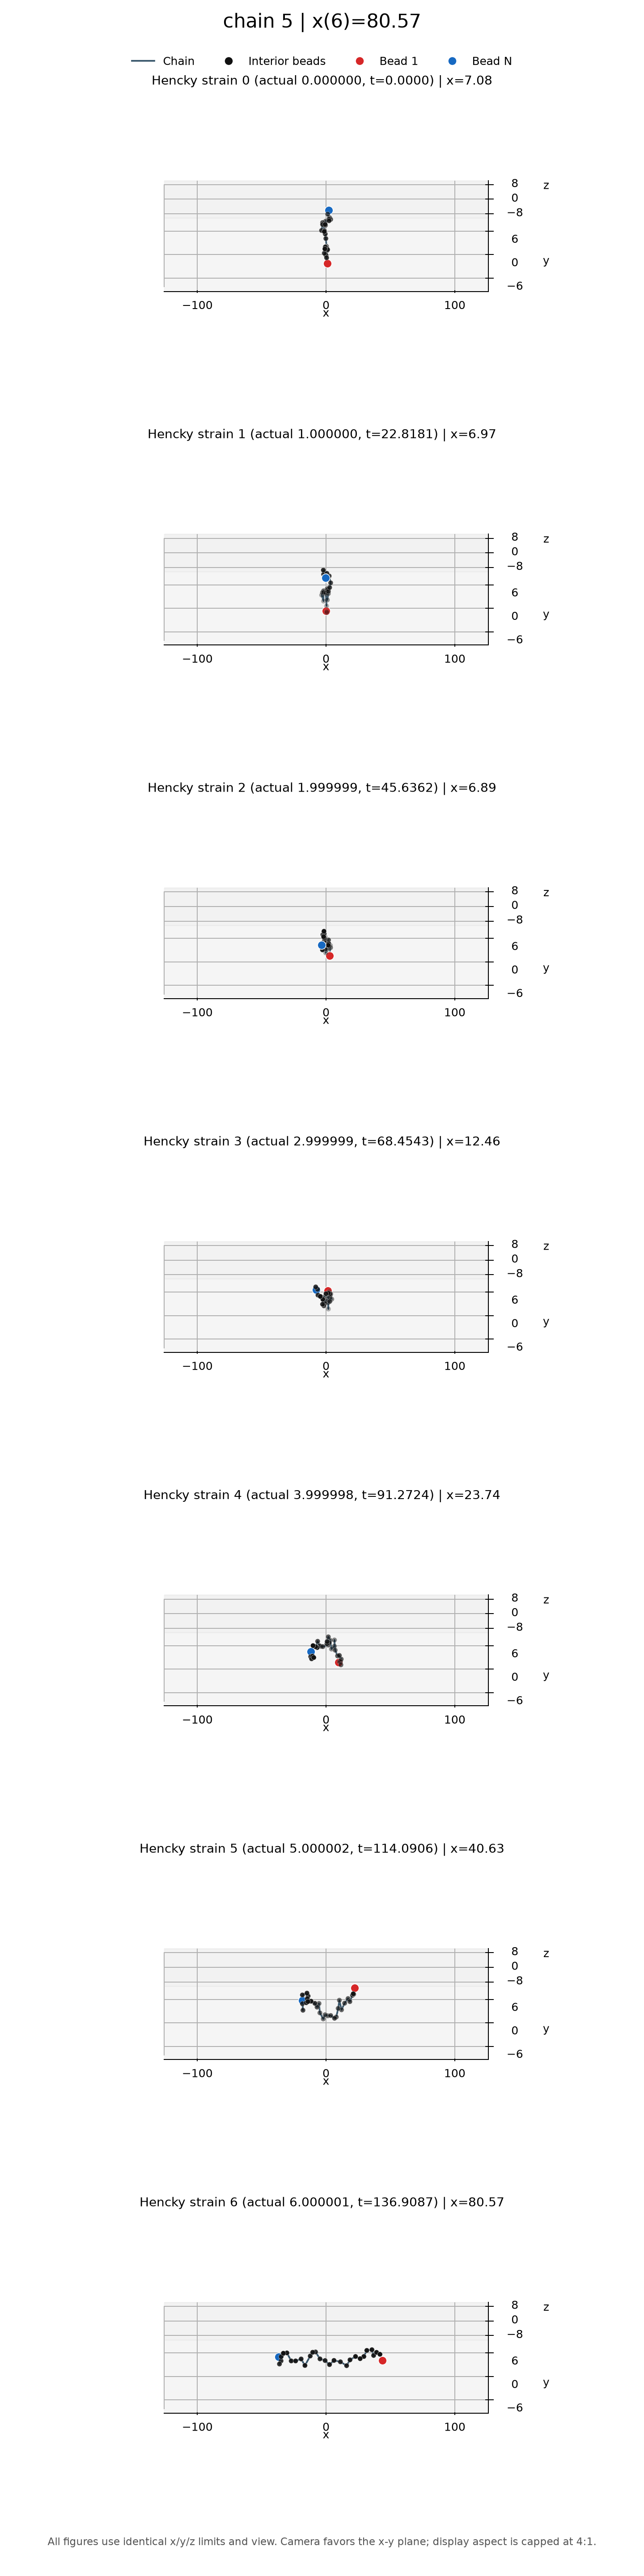 chain 5 | x(6)=80.57
Chain Interior beads Bead 1 Bead N
Hencky strain 0 (actual 0.000000, t=0.0000) | x=7.08
8 z
0
−8
6
0 y
−6
−100 0 100
x
Hencky strain 1 (actual 1.000000, t=22.8181) | x=6.97
8 z
0
−8
6
0 y
−6
−100 0 100
x
Hencky strain 2 (actual 1.999999, t=45.6362) | x=6.89
8 z
0
−8
6
0 y
−6
−100 0 100
x
Hencky strain 3 (actual 2.999999, t=68.4543) | x=12.46
8 z
0
−8
6
0 y
−6
−100 0 100
x
Hencky strain 4 (actual 3.999998, t=91.2724) | x=23.74
8 z
0
−8
6
0 y
−6
−100 0 100
x
Hencky strain 5 (actual 5.000002, t=114.0906) | x=40.63
8 z
0
−8
6
0 y
−6
−100 0 100
x
Hencky strain 6 (actual 6.000001, t=136.9087) | x=80.57
8 z
0
−8
6
0 y
−6
−100 0 100
x
All figures use identical x/y/z limits and view. Camera favors the x-y plane; display aspect is capped at 4:1.